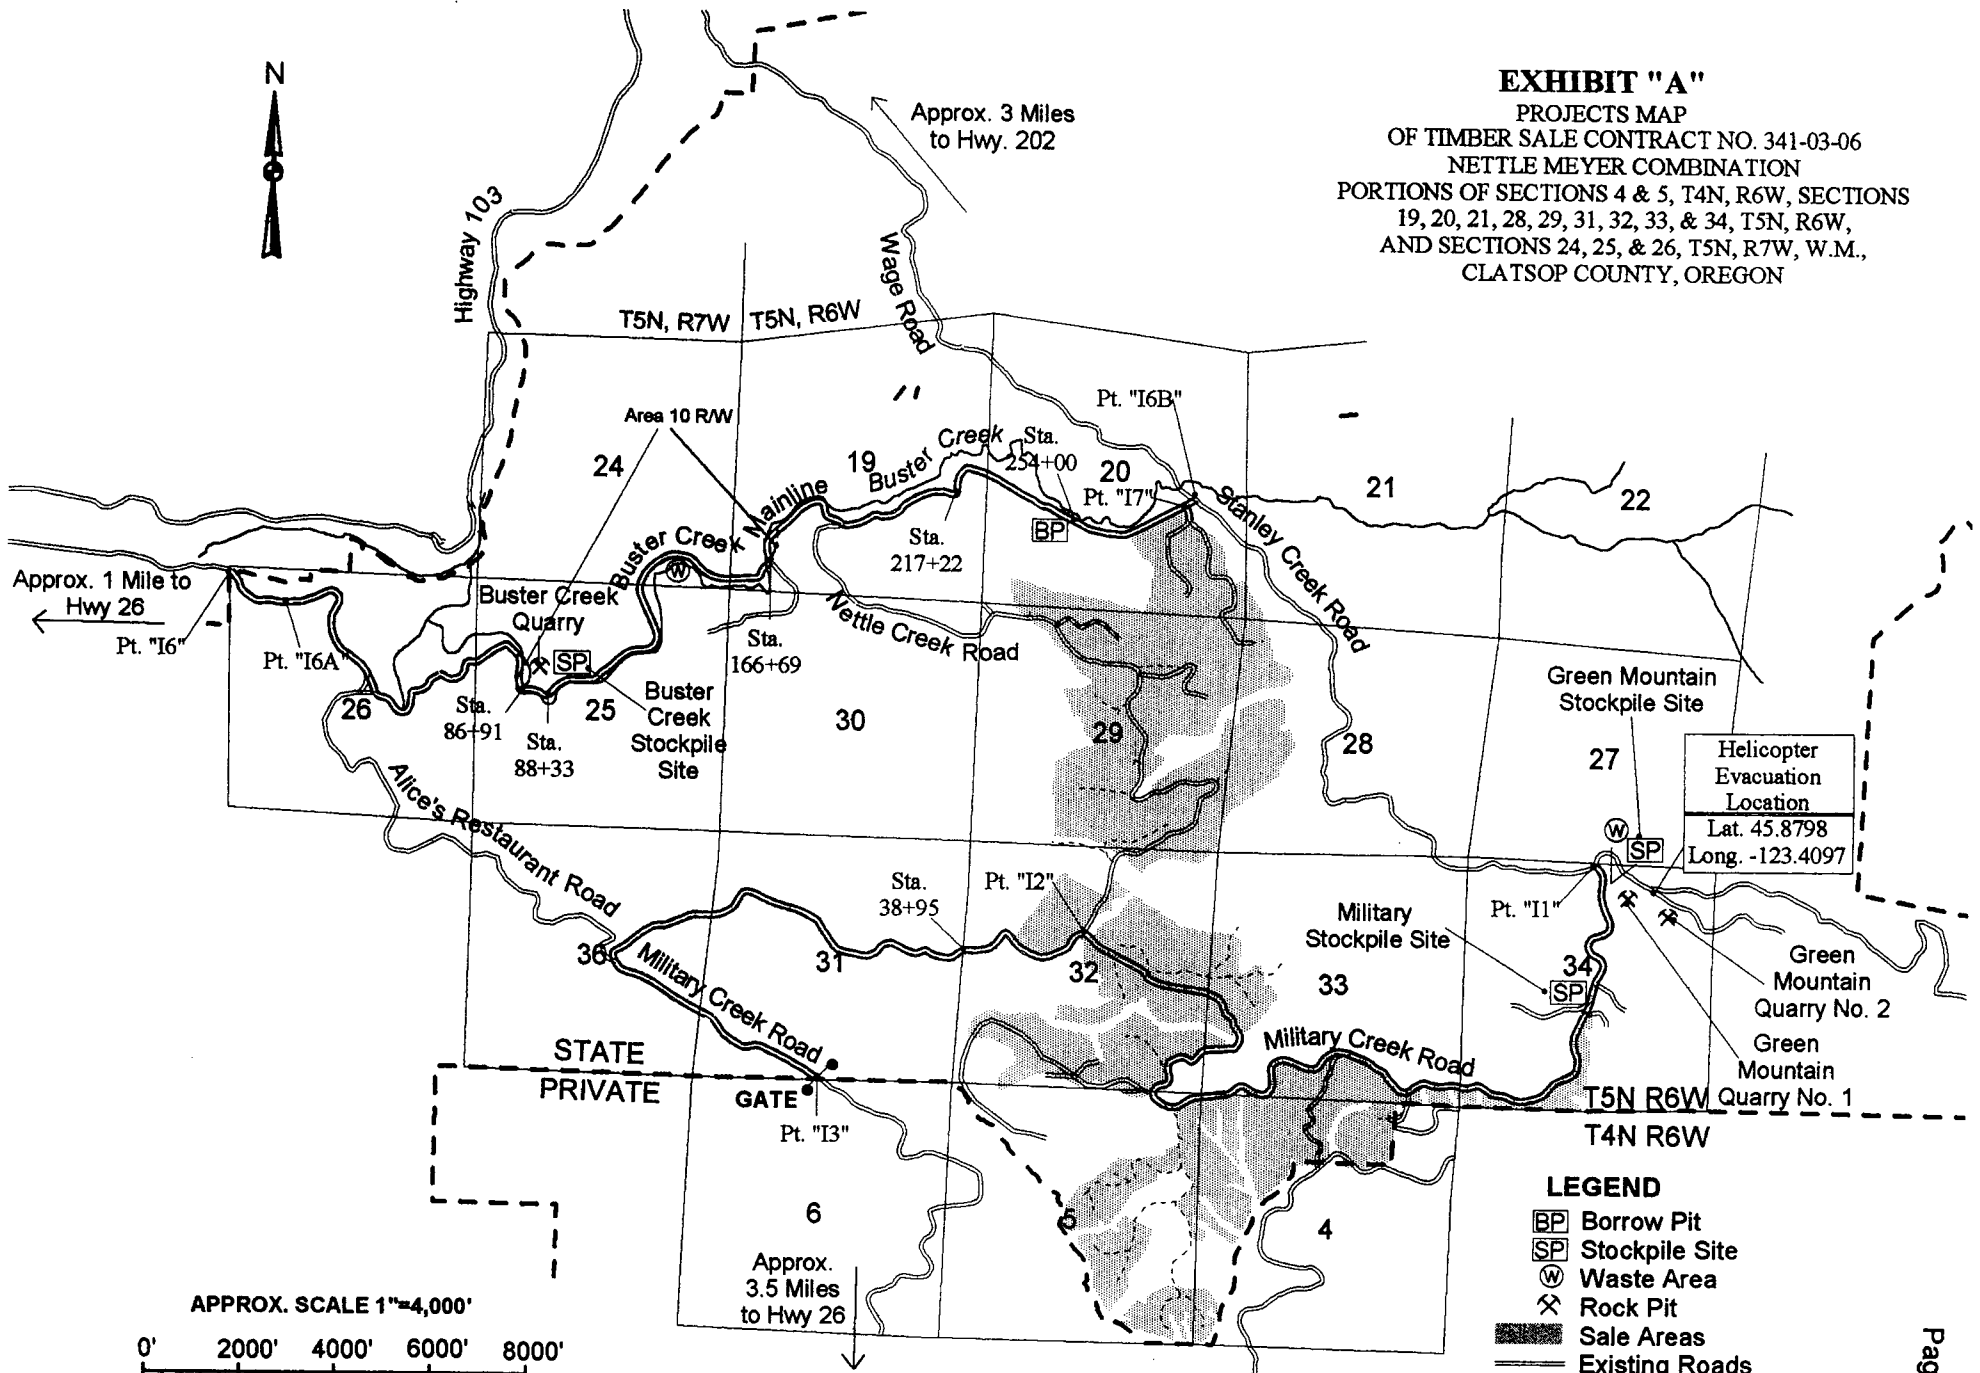 EXHIBIT "A"
PROJECTS MAP
OF TIMBER SALE CONTRACT NO. 341-03-06
NETTLE MEYER COMBINATION
PORTIONS OF SECTIONS 4 & 5, T4N, R6W, SECTIONS
19, 20, 21, 28, 29, 31, 32, 33, & 34, T5N, R6W,
AND SECTIONS 24, 25, & 26, T5N, R7W, W.M.,
CLATSOP COUNTY, OREGON
N
Approx. 3 Miles
to Hwy. 202
Highway 103
Wage Road
T5N, R7W
T5N, R6W
Area 10 R/W
Pt. "I6B"
24
19
Buster Creek
Sta.
254+00
20
Pt. "I7"
21
22
Buster Creek Mainline
BP
Sta.
217+22
Stanley Creek Road
W
Approx. 1 Mile to
Hwy 26
Pt. "I6"
Pt. "I6A"
Buster Creek
Quarry
SP
Nettle Creek Road
Sta.
166+69
26
Sta.
86+91
Sta.
88+33
25
Buster
Creek
Stockpile
Site
30
29
28
27
Green Mountain
Stockpile Site
Helicopter
Evacuation
Location
Lat. 45.8798
Long. -123.4097
W
SP
Alice's Restaurant Road
Sta.
38+95
Pt. "I2"
Military
Stockpile Site
Pt. "I1"
36
31
32
33
34
SP
Green
Mountain
Quarry No. 2
Green
Mountain
Quarry No. 1
Military Creek Road
Military Creek Road
STATE
PRIVATE
GATE
Pt. "I3"
T5N R6W
T4N R6W
6
5
4
Approx.
3.5 Miles
to Hwy 26
LEGEND
BP Borrow Pit
SP Stockpile Site
W Waste Area
Rock Pit
Sale Areas
Existing Roads
APPROX. SCALE 1"=4,000'
0' 2000' 4000' 6000' 8000'
Pag